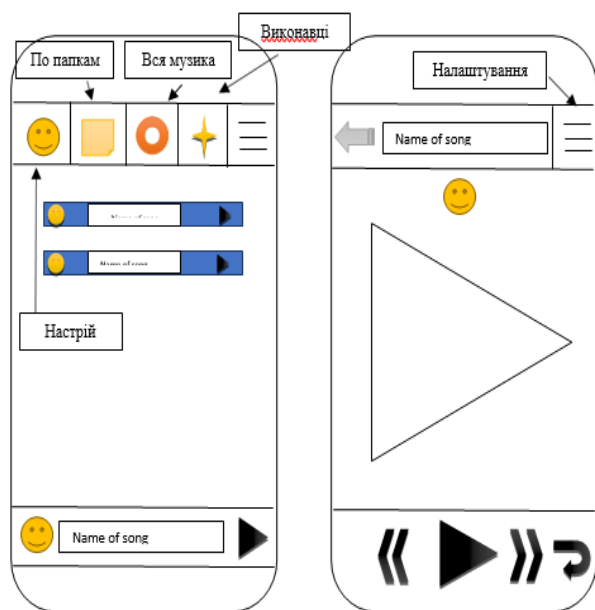 Виконавці
По папкам
Вся музика
Налаштування
Name of song
Name of song
Настрій
Name of song